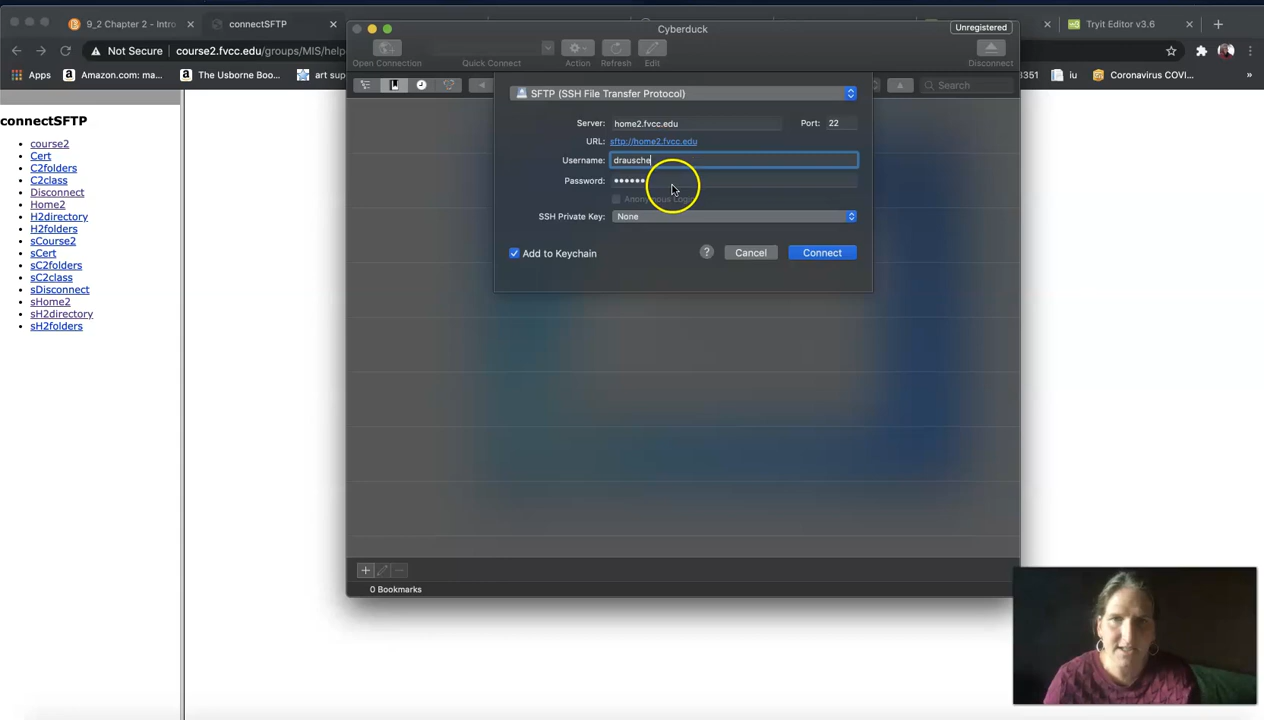 9_2 Chapter 2 - Intro
connectSFTP
Tryit Editor v3.6
Not Secure
course2.fvcc.edu/groups/MIS/help
Apps
Amazon.com: ma...
The Usborne Boo...
art sup
351
iu
Coronavirus COVI...
Cyberduck
Unregistered
Open Connection
Quick Connect
Action
Refresh
Edit
Disconnect
Search
SFTP (SSH File Transfer Protocol)
Server:
home2.fvcc.edu
Port:
22
URL:
sftp://home2.fvcc.edu
Username:
drausche
Password:
••••••
Anonymous Login
SSH Private Key:
None
Add to Keychain
?
Cancel
Connect
0 Bookmarks
connectSFTP
course2
Cert
C2folders
C2class
Disconnect
Home2
H2directory
H2folders
sCourse2
sCert
sC2folders
sC2class
sDisconnect
sHome2
sH2directory
sH2folders